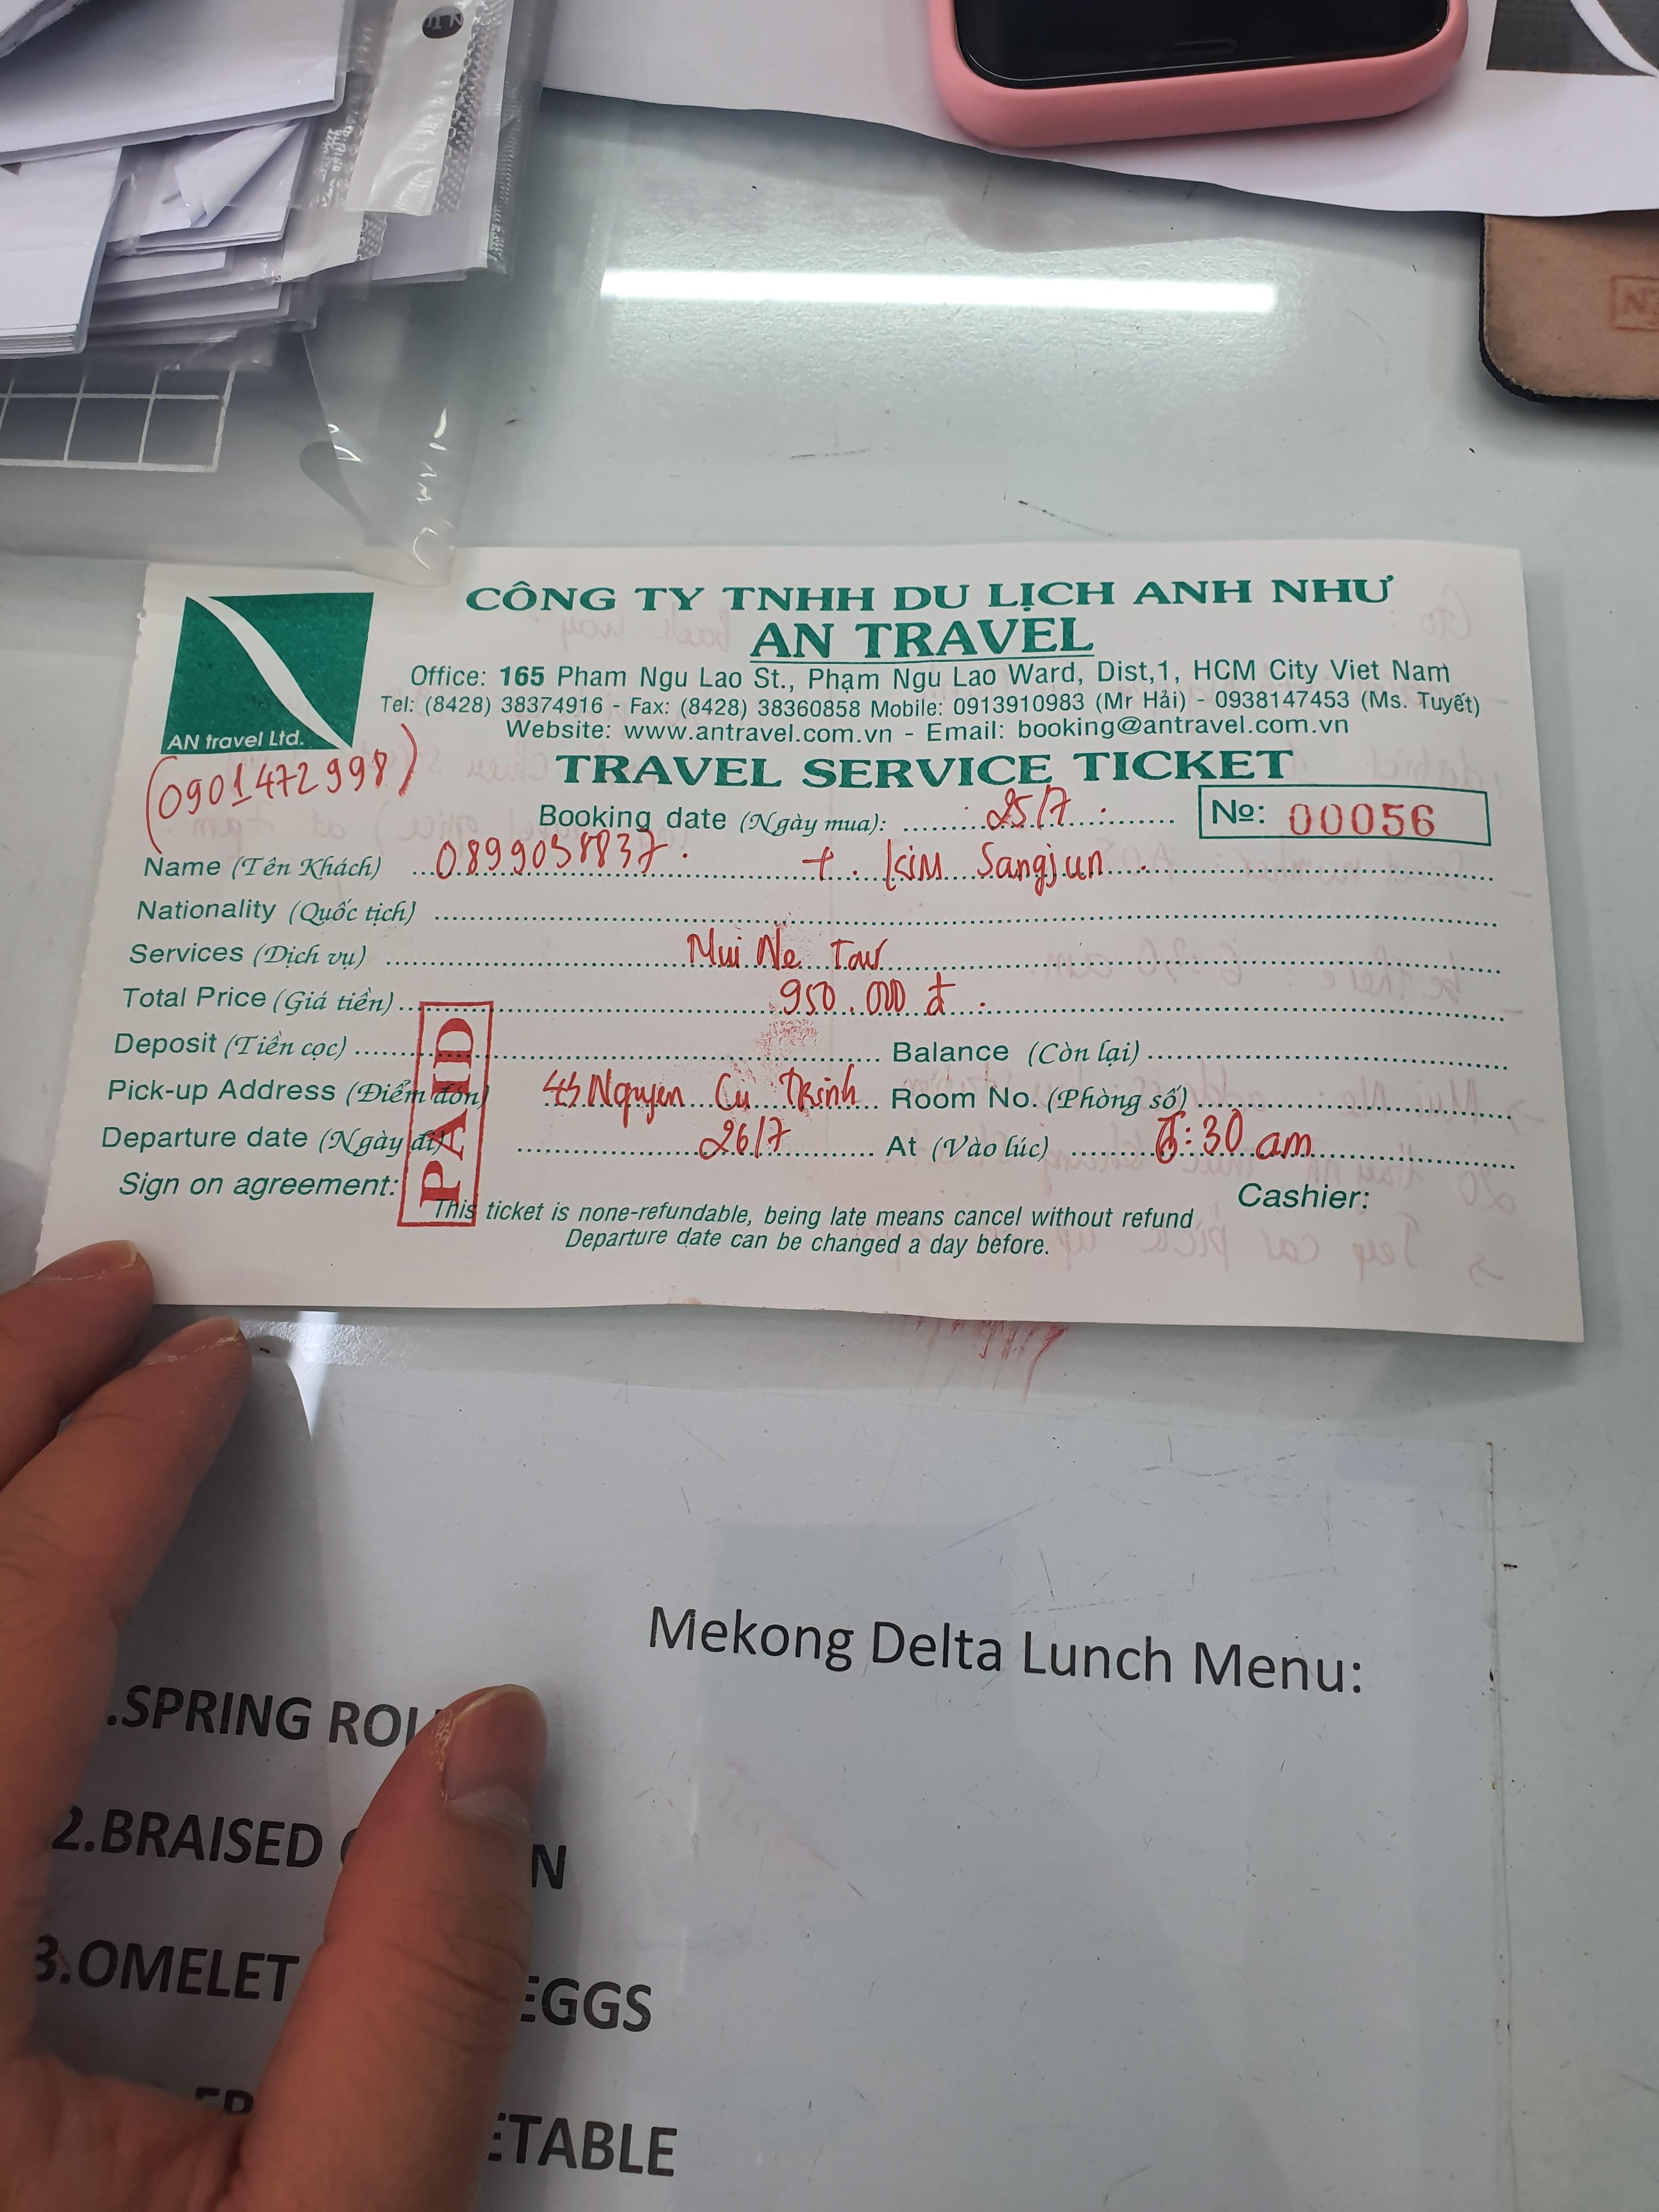 CÔNG TY TNHH DU LỊCH ANH NHƯ
AN TRAVEL
Office: 165 Pham Ngu Lao St., Phạm Ngu Lao Ward, Dist,1, HCM City Viet Nam
Tel: (8428) 38374916 - Fax: (8428) 38360858 Mobile: 0913910983 (Mr Hải) - 0938147453 (Ms. Tuyết)
Website: www.antravel.com.vn - Email: booking@antravel.com.vn
AN travel Ltd.
(0901472998)
TRAVEL SERVICE TICKET
Booking date (Ngày mua): 25/7
Nº: 00056
Name (Tên Khách) 0899058837 + Kim Sangjun
Nationality (Quốc tịch)
Services (Dịch vụ) Mui Ne Tour
Total Price (Giá tiền) 950.000 đ
Deposit (Tiền cọc) Balance (Còn lại)
Pick-up Address (Điểm đón) Nguyen Cu Trinh Room No. (Phòng số)
Departure date (Ngày đi) 26/7 At (Vào lúc) :30 am
Sign on agreement: Cashier:
PAID
This ticket is none-refundable, being late means cancel without refund
Departure date can be changed a day before.
Mekong Delta Lunch Menu:
.SPRING
2.BRAISED
3.OMELET EGGS